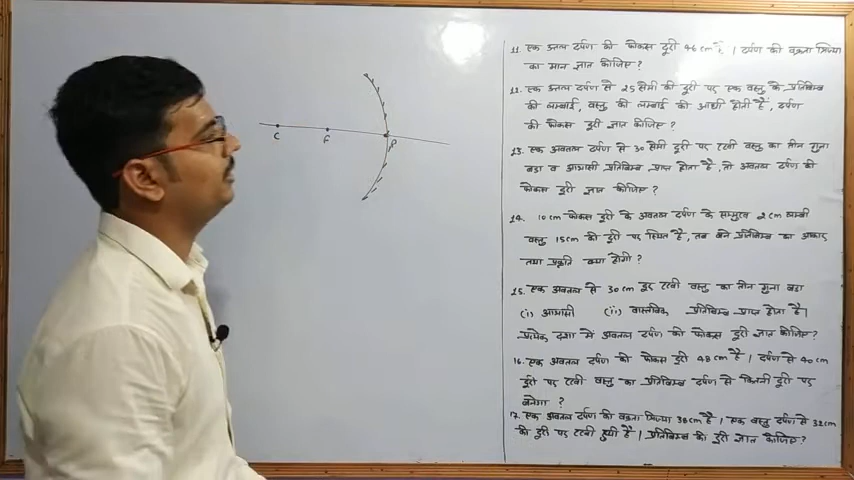 C
F
P
11. एक उत्तल दर्पण की फोकस दूरी 46 cm है । दर्पण की वक्रता त्रिज्या
का मान ज्ञात कीजिए ?
12. एक उत्तल दर्पण से 25 सेमी की दूरी पर एक वस्तु के प्रतिबिम्ब
की लम्बाई, वस्तु की लम्बाई की आधी होती है, दर्पण
की फोकस दूरी ज्ञात कीजिए ?
13. एक अवतल दर्पण से 30 सेमी दूरी पर रखी वस्तु का तीन गुना
बड़ा व आभासी प्रतिबिम्ब प्राप्त होता है, तो अवतल दर्पण की
फोकस दूरी ज्ञात कीजिए ?
14. 10 cm फोकस दूरी के अवतल दर्पण के सम्मुख 2 cm लम्बी
वस्तु 15 cm की दूरी पर स्थित है, तब बने प्रतिबिम्ब का आकार
तथा प्रकृति क्या होगी ?
15. एक अवतल से 30 cm दूर रखी वस्तु का तीन गुना बड़ा
(i) आभासी (ii) वास्तविक प्रतिबिम्ब प्राप्त होता है।
प्रत्येक दशा में अवतल दर्पण की फोकस दूरी ज्ञात कीजिए ?
16. एक अवतल दर्पण की फोकस दूरी 48 cm है । दर्पण से 40 cm
दूरी पर रखी वस्तु का प्रतिबिम्ब दर्पण से कितनी दूरी पर
बनेगा ?
17. एक अवतल दर्पण की वक्रता त्रिज्या 38 cm है । एक वस्तु दर्पण से 32 cm
की दूरी पर रखी हुयी है । प्रतिबिम्ब की दूरी ज्ञात कीजिए ?